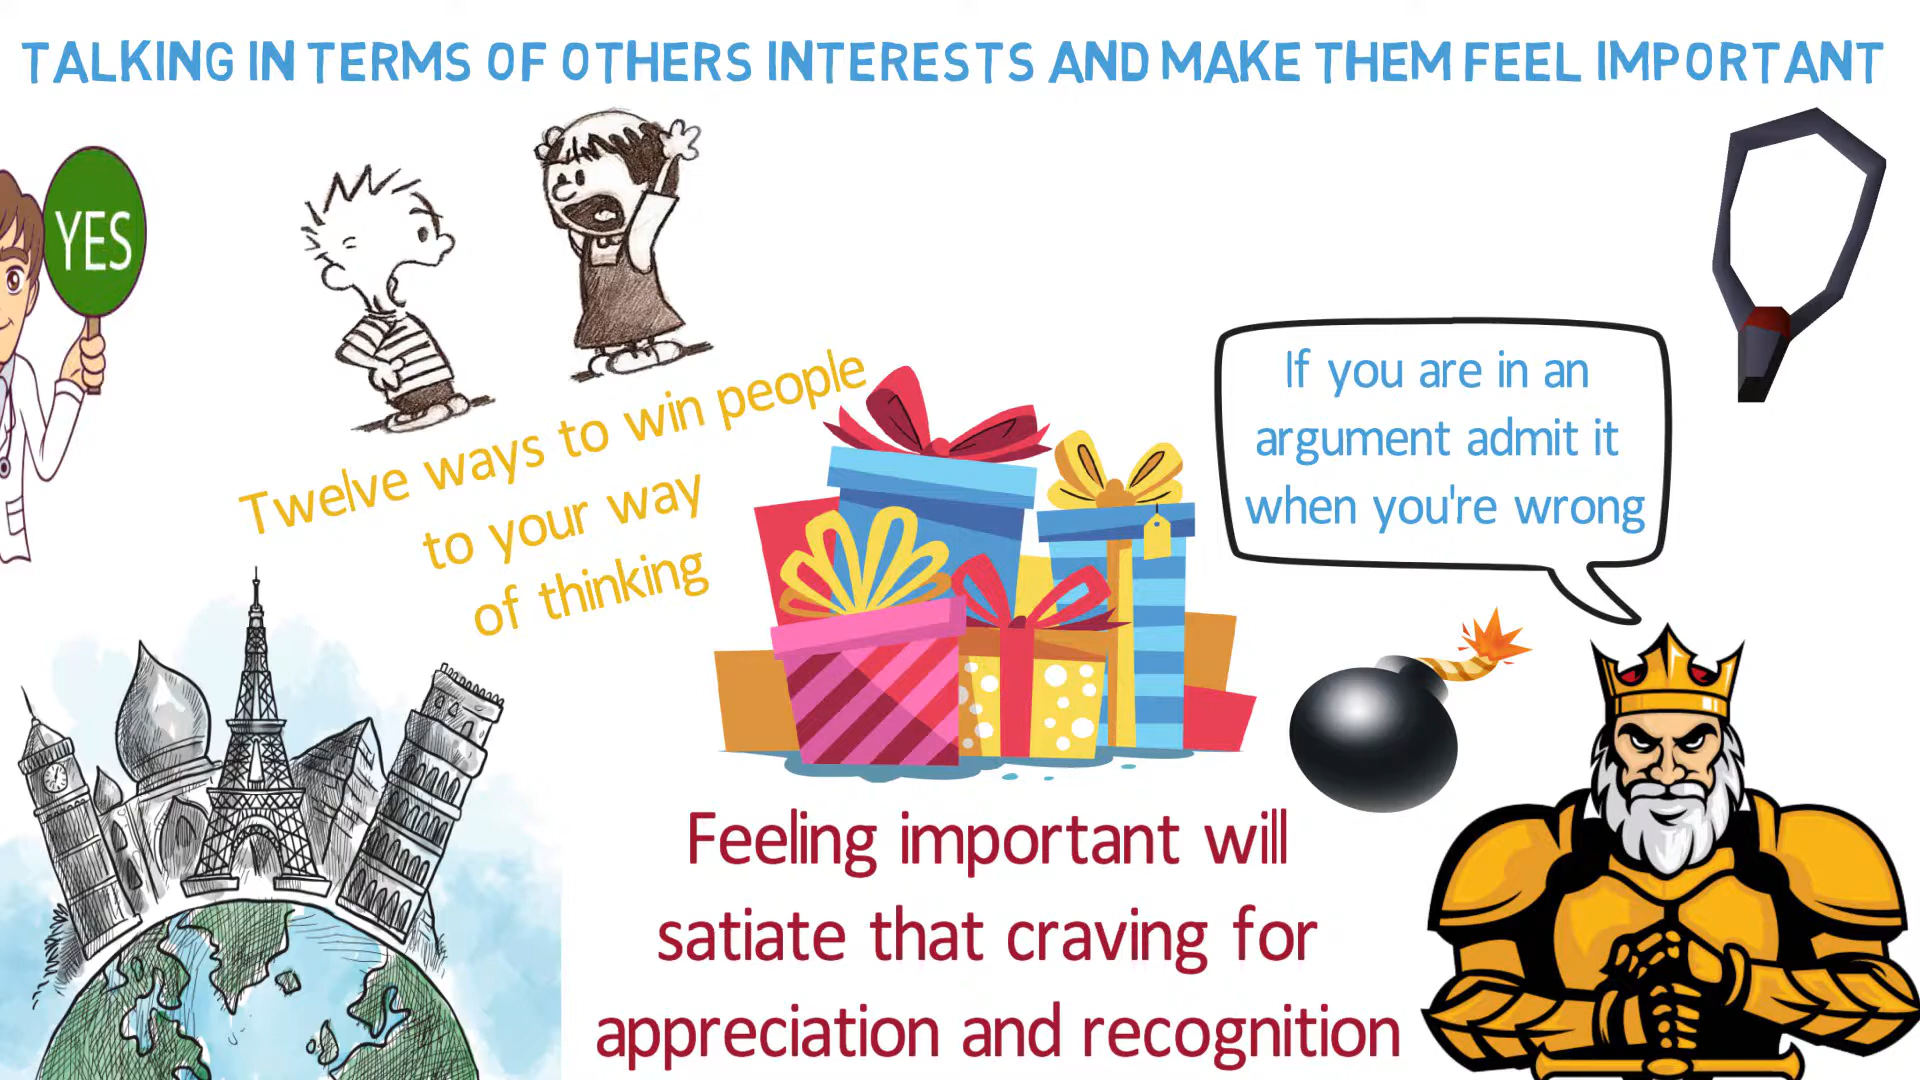 TALKING IN TERMS OF OTHERS INTERESTS AND MAKE THEM FEEL IMPORTANT
YES
Twelve ways to win people
to your way
of thinking
If you are in an
argument admit it
when you're wrong
Feeling important will
satiate that craving for
appreciation and recognition